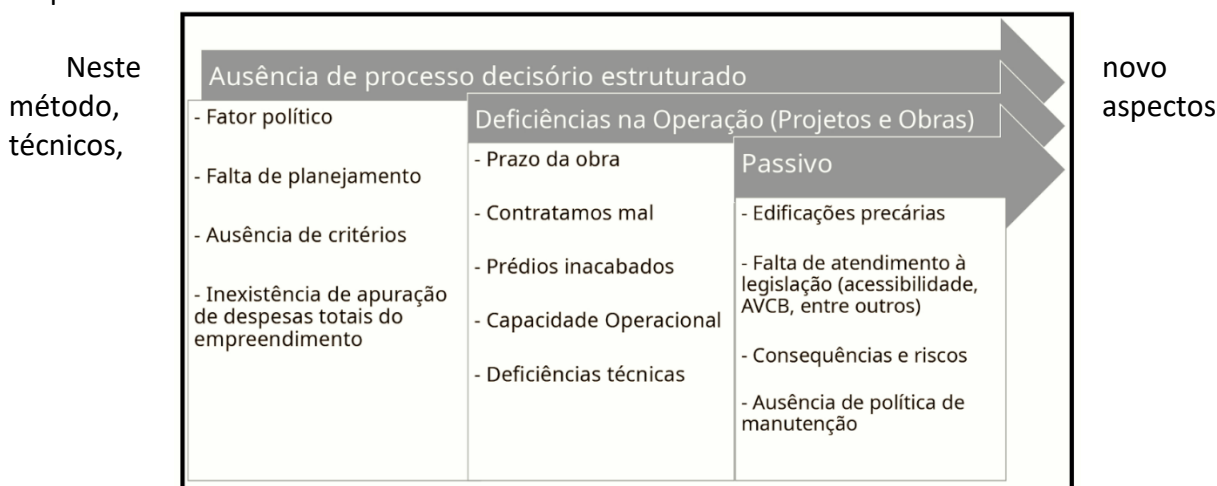 Neste
método,
técnicos,
novo
aspectos
Ausência de processo decisório estruturado
- Fator político
- Falta de planejamento
- Ausência de critérios
- Inexistência de apuração
de despesas totais do
empreendimento
Deficiências na Operação (Projetos e Obras)
- Prazo da obra
- Contratamos mal
- Prédios inacabados
- Capacidade Operacional
- Deficiências técnicas
Passivo
- Edificações precárias
- Falta de atendimento à
legislação (acessibilidade,
AVCB, entre outros)
- Consequências e riscos
- Ausência de política de
manutenção